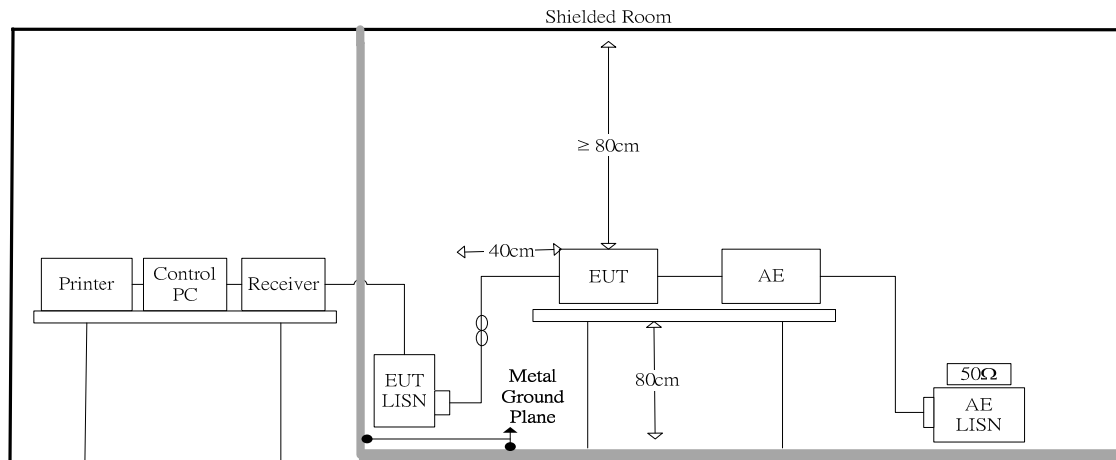 Shielded Room
≥ 80cm
40cm
Printer
Control
PC
Receiver
EUT
AE
EUT
LISN
Metal
Ground
Plane
80cm
50Ω
AE
LISN